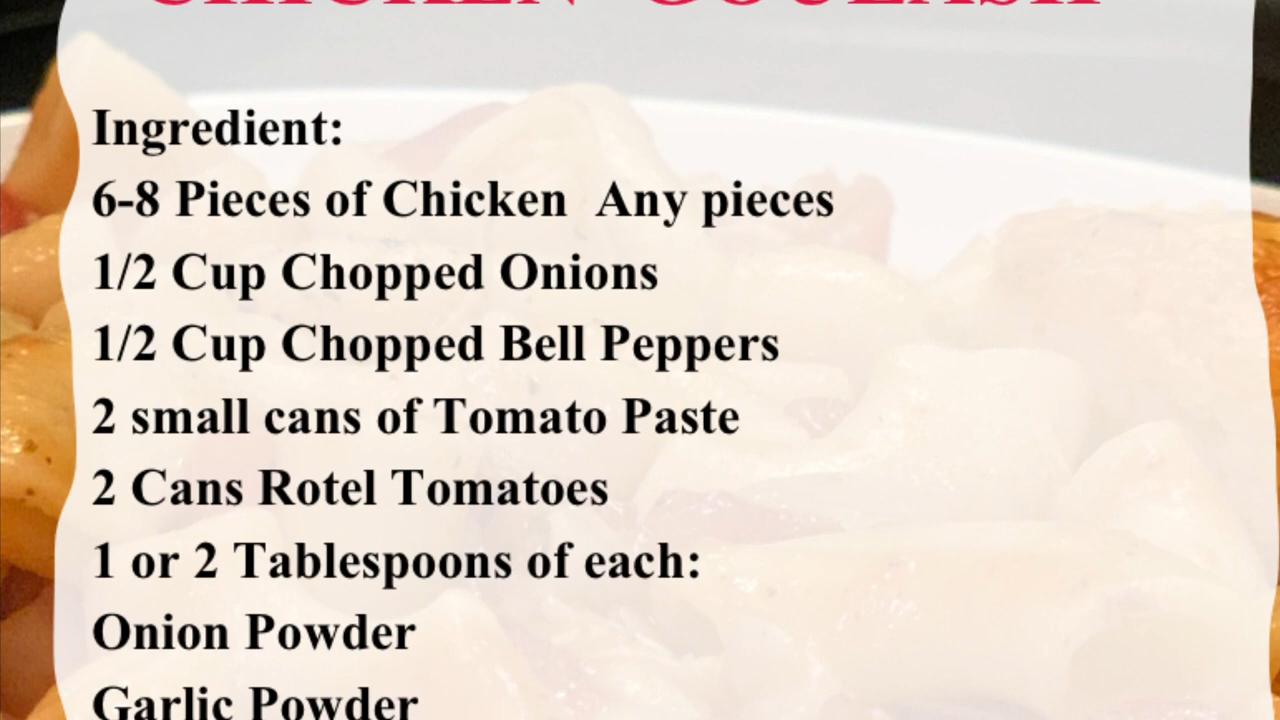 CHICKEN GOULASH
Ingredient:
6-8 Pieces of Chicken  Any pieces
1/2 Cup Chopped Onions
1/2 Cup Chopped Bell Peppers
2 small cans of Tomato Paste
2 Cans Rotel Tomatoes
1 or 2 Tablespoons of each:
Onion Powder
Garlic Powder